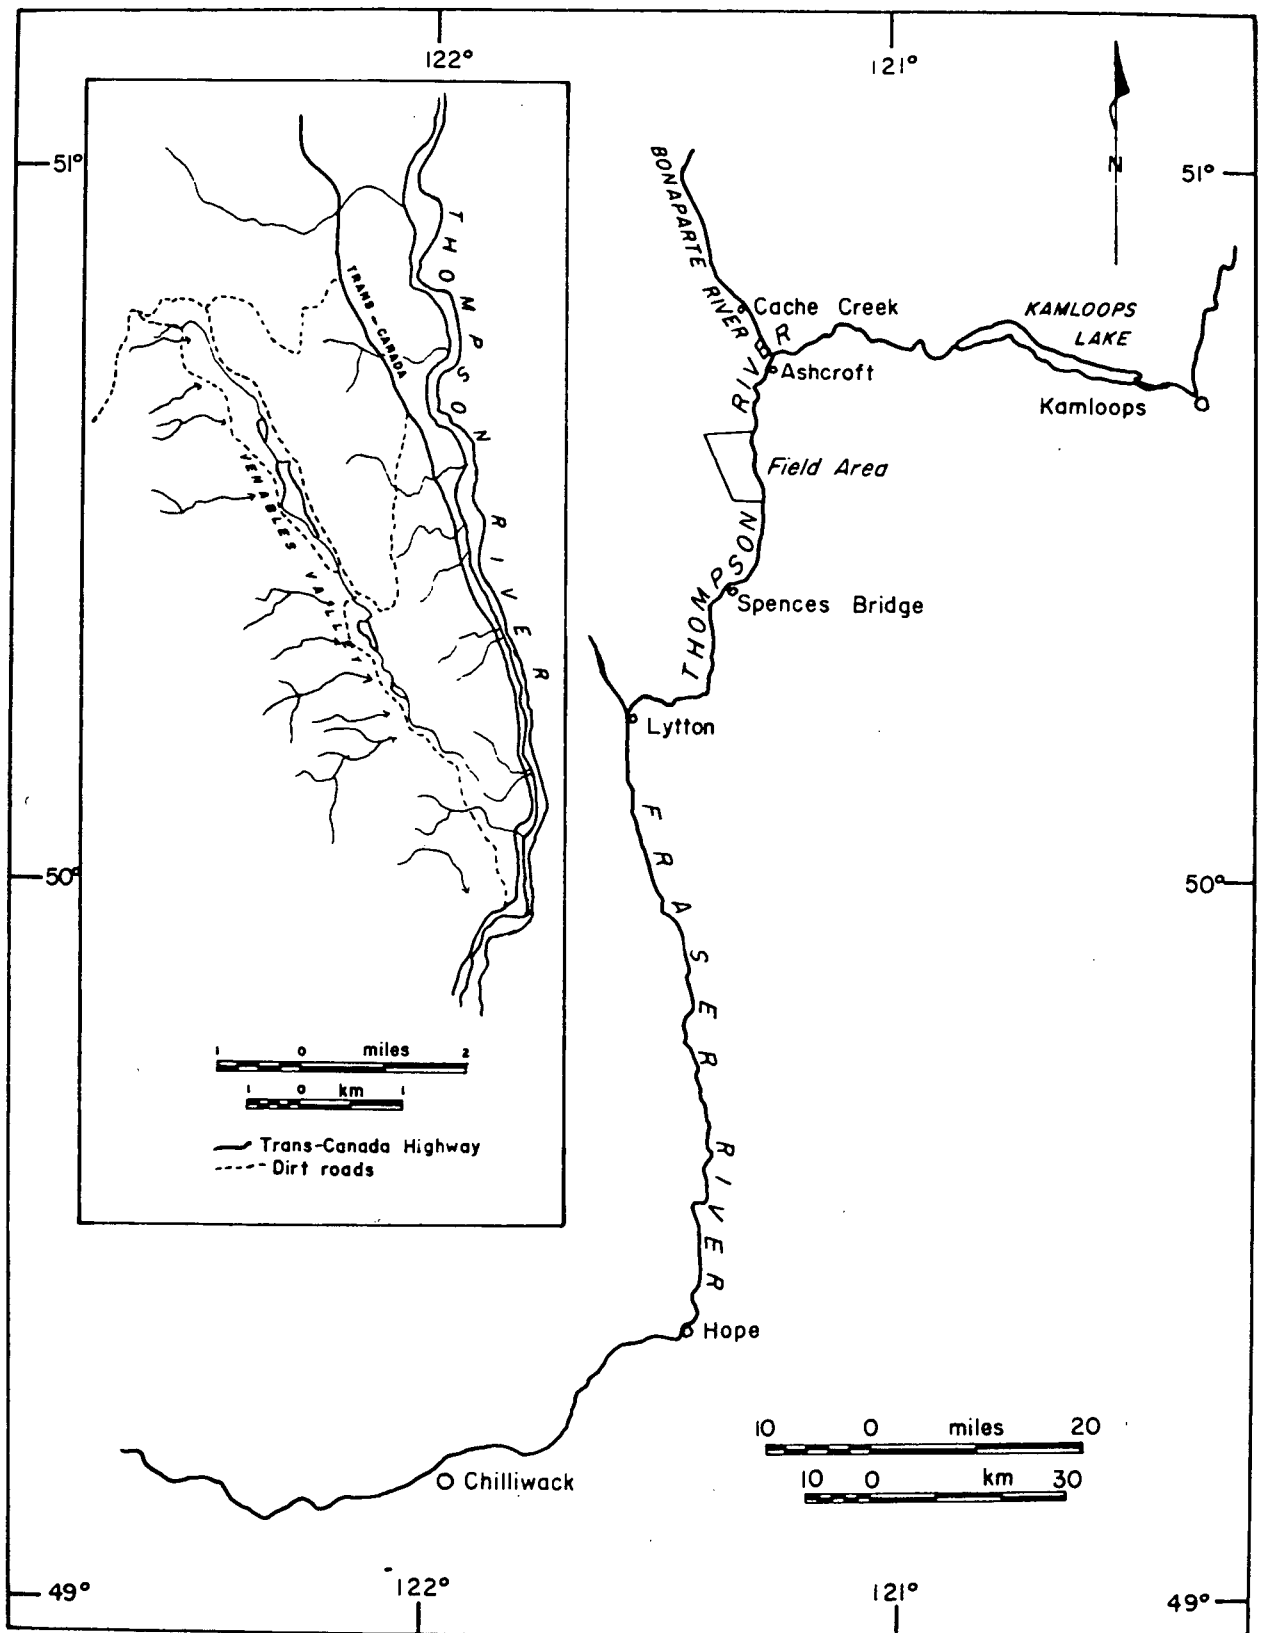 122°
121°
51°
51°
N
BONAPARTE RIVER
Cache Creek
KAMLOOPS
LAKE
Ashcroft
Kamloops
Field Area
THOMPSON RIVER
Spences Bridge
Lytton
THOMPSON RIVER
TRANS-CANADA
VENABLES VALLEY
50°
50°
FRASER RIVER
1 0 miles 2
1 0 km 1
Trans-Canada Highway
Dirt roads
Hope
10 0 miles 20
10 0 km 30
Chilliwack
49°
122°
121°
49°